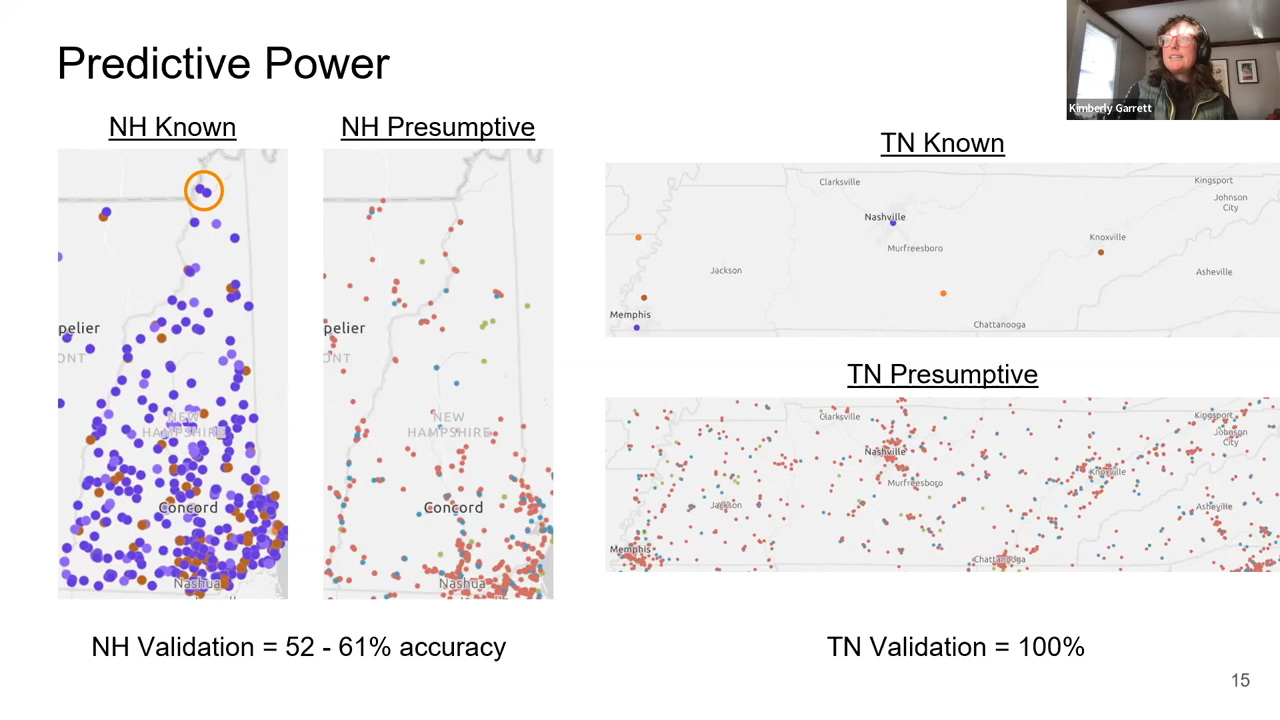 Predictive Power
Kimberly Garrett
NH Known
NH Presumptive
TN Known
pelier
ONT
NEW
HAMPSHIRE
Concord
Nashua
pelier
ONT
NEW
HAMPSHIRE
Concord
Nashua
Clarksville
Kingsport
Johnson
City
Nashville
Knoxville
Murfreesboro
Jackson
Asheville
Memphis
Chattanooga
TN Presumptive
Clarksville
Kingsport
Johnson
City
Nashville
Knoxville
Murfreesboro
Jackson
Asheville
Memphis
Chattanooga
NH Validation = 52 - 61% accuracy
TN Validation = 100%
15